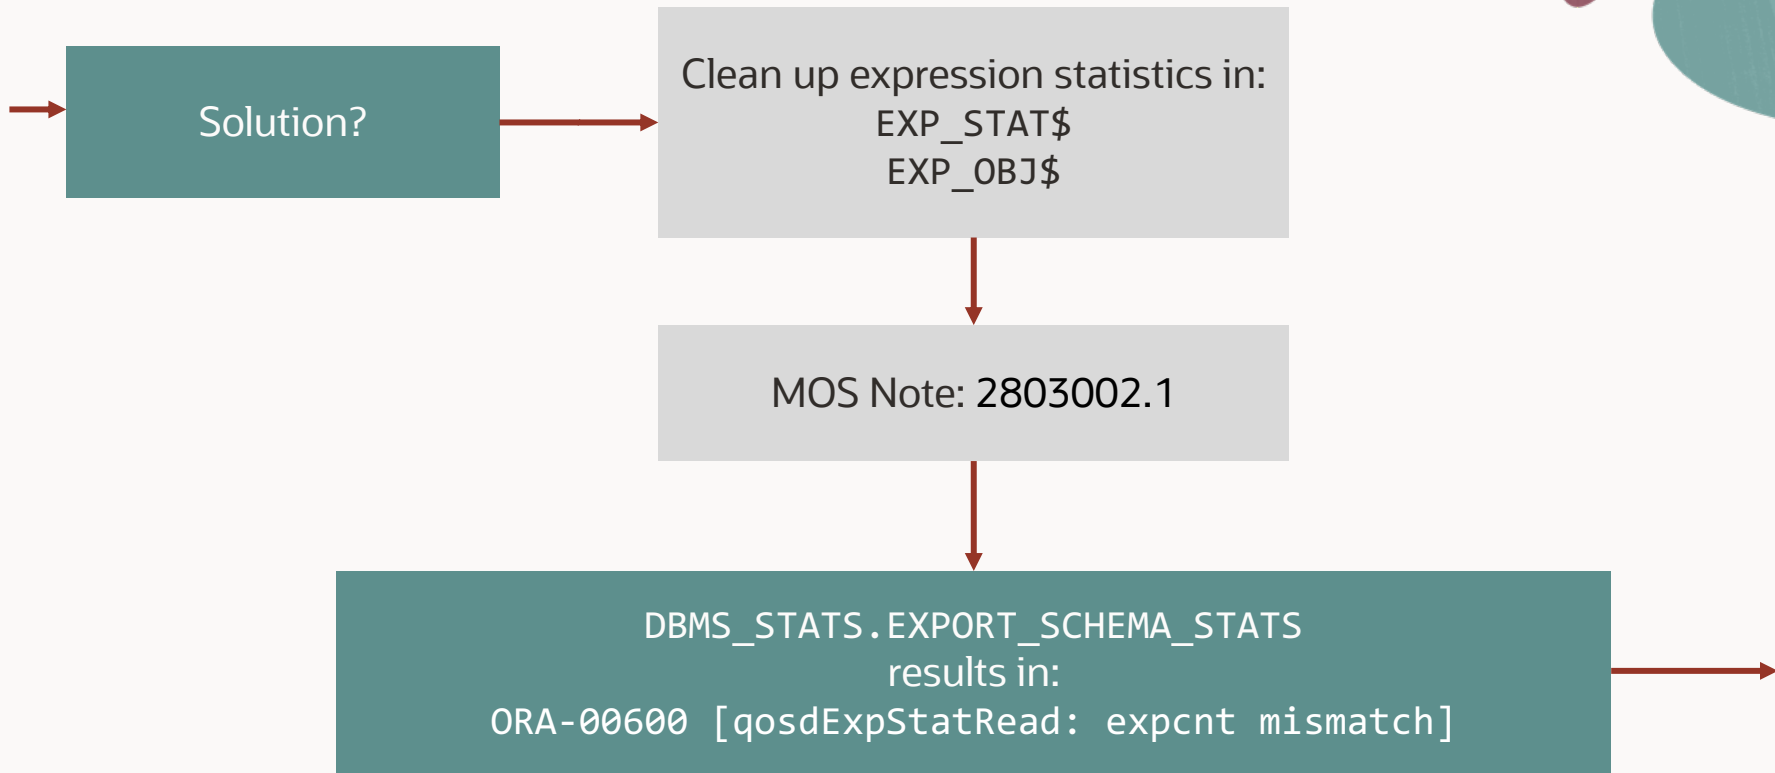 Solution?
Clean up expression statistics in:
EXP_STAT$
EXP_OBJ$
MOS Note: 2803002.1
DBMS_STATS.EXPORT_SCHEMA_STATS
results in:
ORA-00600 [qosdExpStatRead: expcnt mismatch]